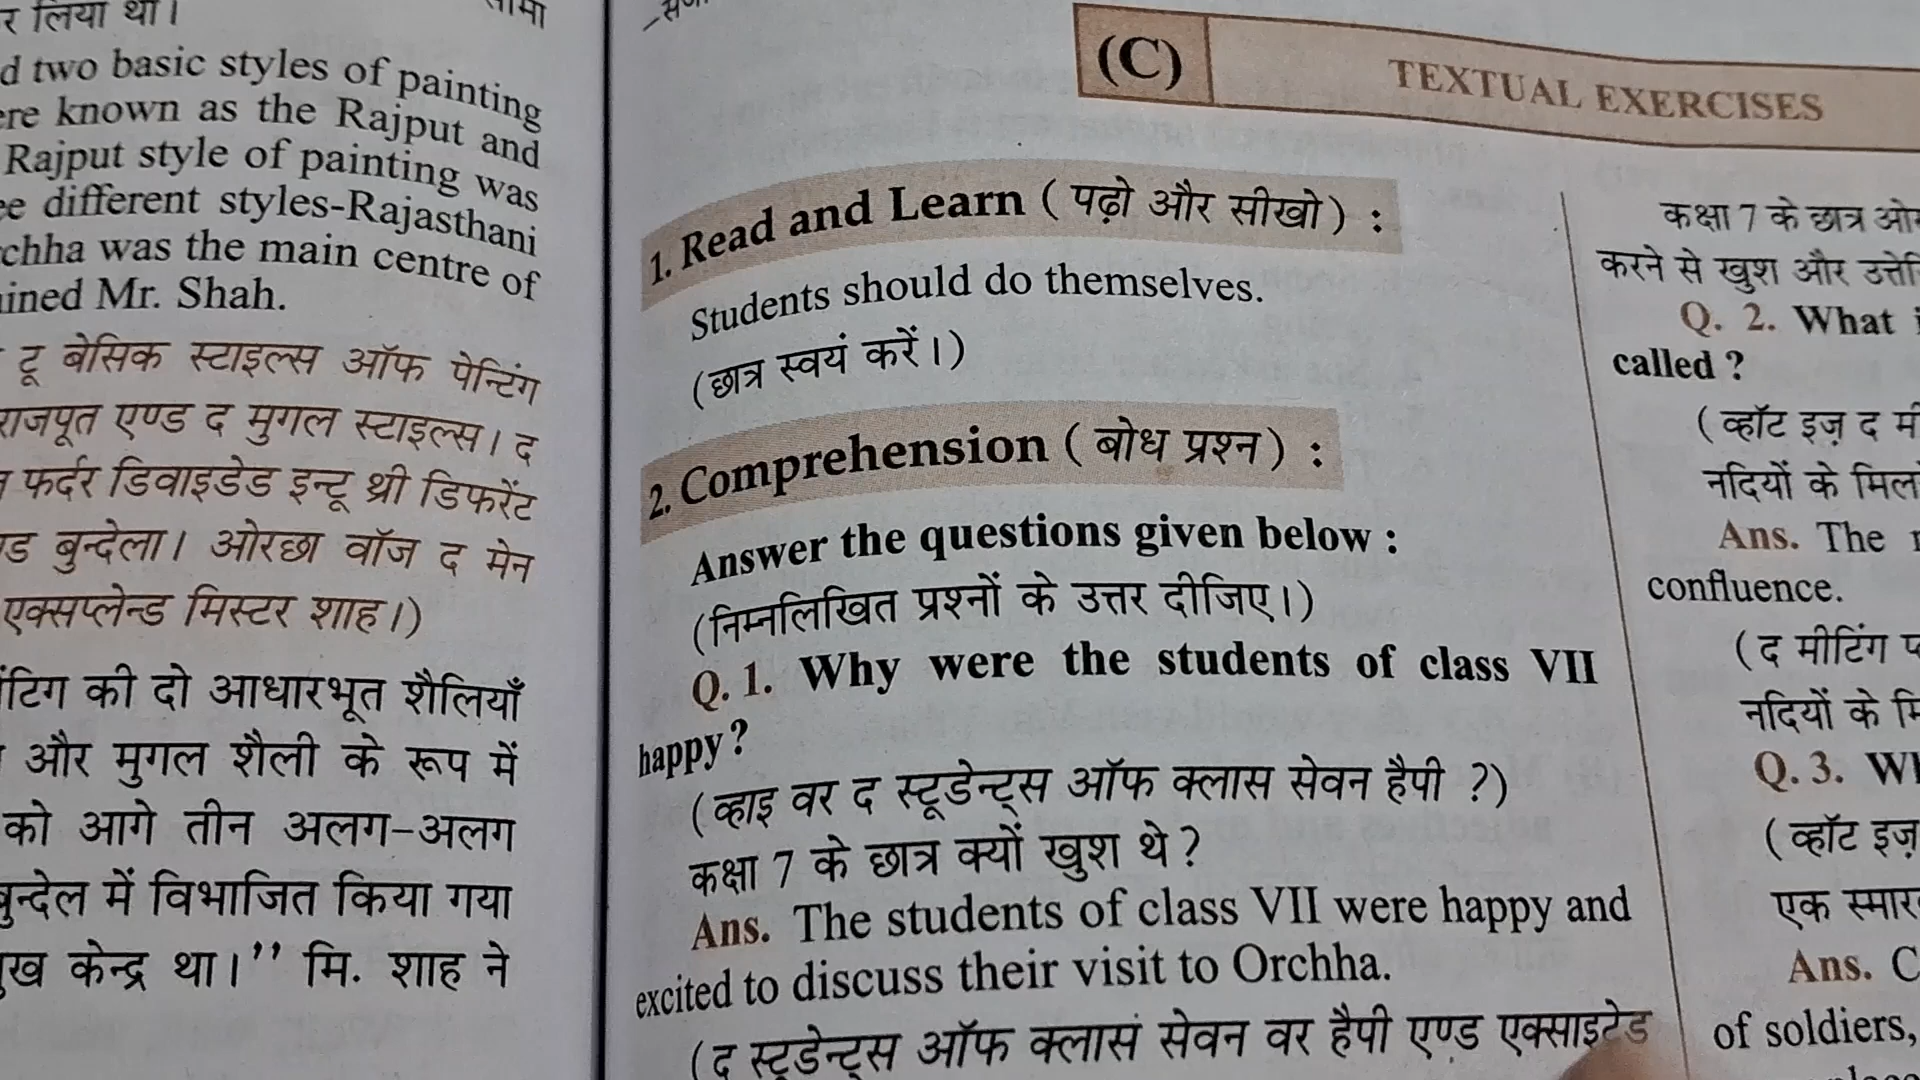 र लिया था।
d two basic styles of painting
ere known as the Rajput and
Rajput style of painting was
ee different styles-Rajasthani
chha was the main centre of
ined Mr. Shah.
टू बेसिक स्टाइल्स ऑफ पेन्टिंग
राजपूत एण्ड द मुगल स्टाइल्स। द
फर्दर डिवाइडेड इन्टू थ्री डिफरेंट
ड बुन्देला। ओरछा वॉज द मेन
एक्सप्लेन्ड मिस्टर शाह।)
ंटिग की दो आधारभूत शैलियाँ
और मुगल शैली के रूप में
को आगे तीन अलग-अलग
बुन्देल में विभाजित किया गया
ुख केन्द्र था।'' मि. शाह ने
(C) TEXTUAL EXERCISES
1. Read and Learn ( पढ़ो और सीखो ) :
Students should do themselves.
(छात्र स्वयं करें।)
2. Comprehension ( बोध प्रश्न ) :
Answer the questions given below :
(निम्नलिखित प्रश्नों के उत्तर दीजिए।)
Q. 1. Why were the students of class VII
happy ?
(व्हाइ वर द स्टूडेन्ट्स ऑफ क्लास सेवन हैपी ?)
कक्षा 7 के छात्र क्यों खुश थे ?
Ans. The students of class VII were happy and
excited to discuss their visit to Orchha.
(द स्टूडेन्ट्स ऑफ क्लासं सेवन वर हैपी एण्ड एक्साइटेड
कक्षा 7 के छात्र ओर
करने से खुश और उत्तेि
Q. 2. What i
called ?
(व्हॉट इज़ द मी
नदियों के मिल
Ans. The
confluence.
(द मीटिंग प
नदियों के मि
Q. 3. Wh
(व्हॉट इज़
एक स्मार
Ans. C
of soldiers,